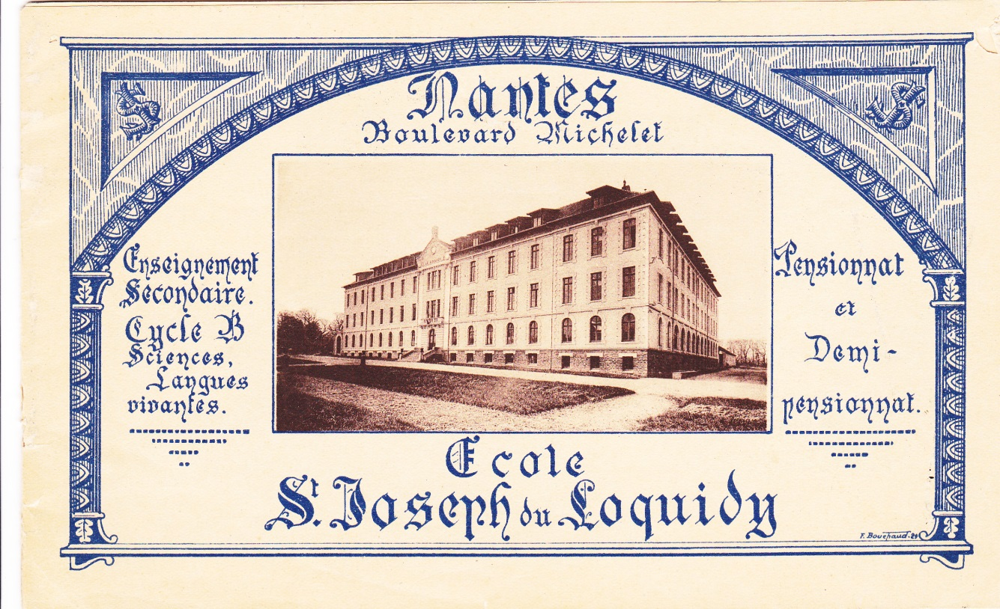 Nantes
Boulevard Michelet
Enseignement
Secondaire.
Cycle B
Sciences,
Langues
vivantes.
Pensionnat
et
Demi-
pensionnat.
Ecole
St. Joseph du Loquidy
F. Bouchaud-29